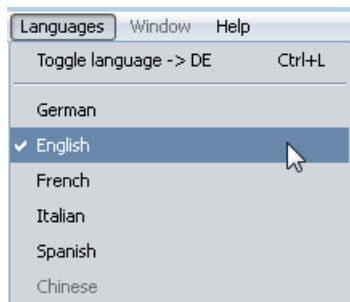 Languages Window Help
Toggle language -> DE Ctrl+L
German
English
French
Italian
Spanish
Chinese